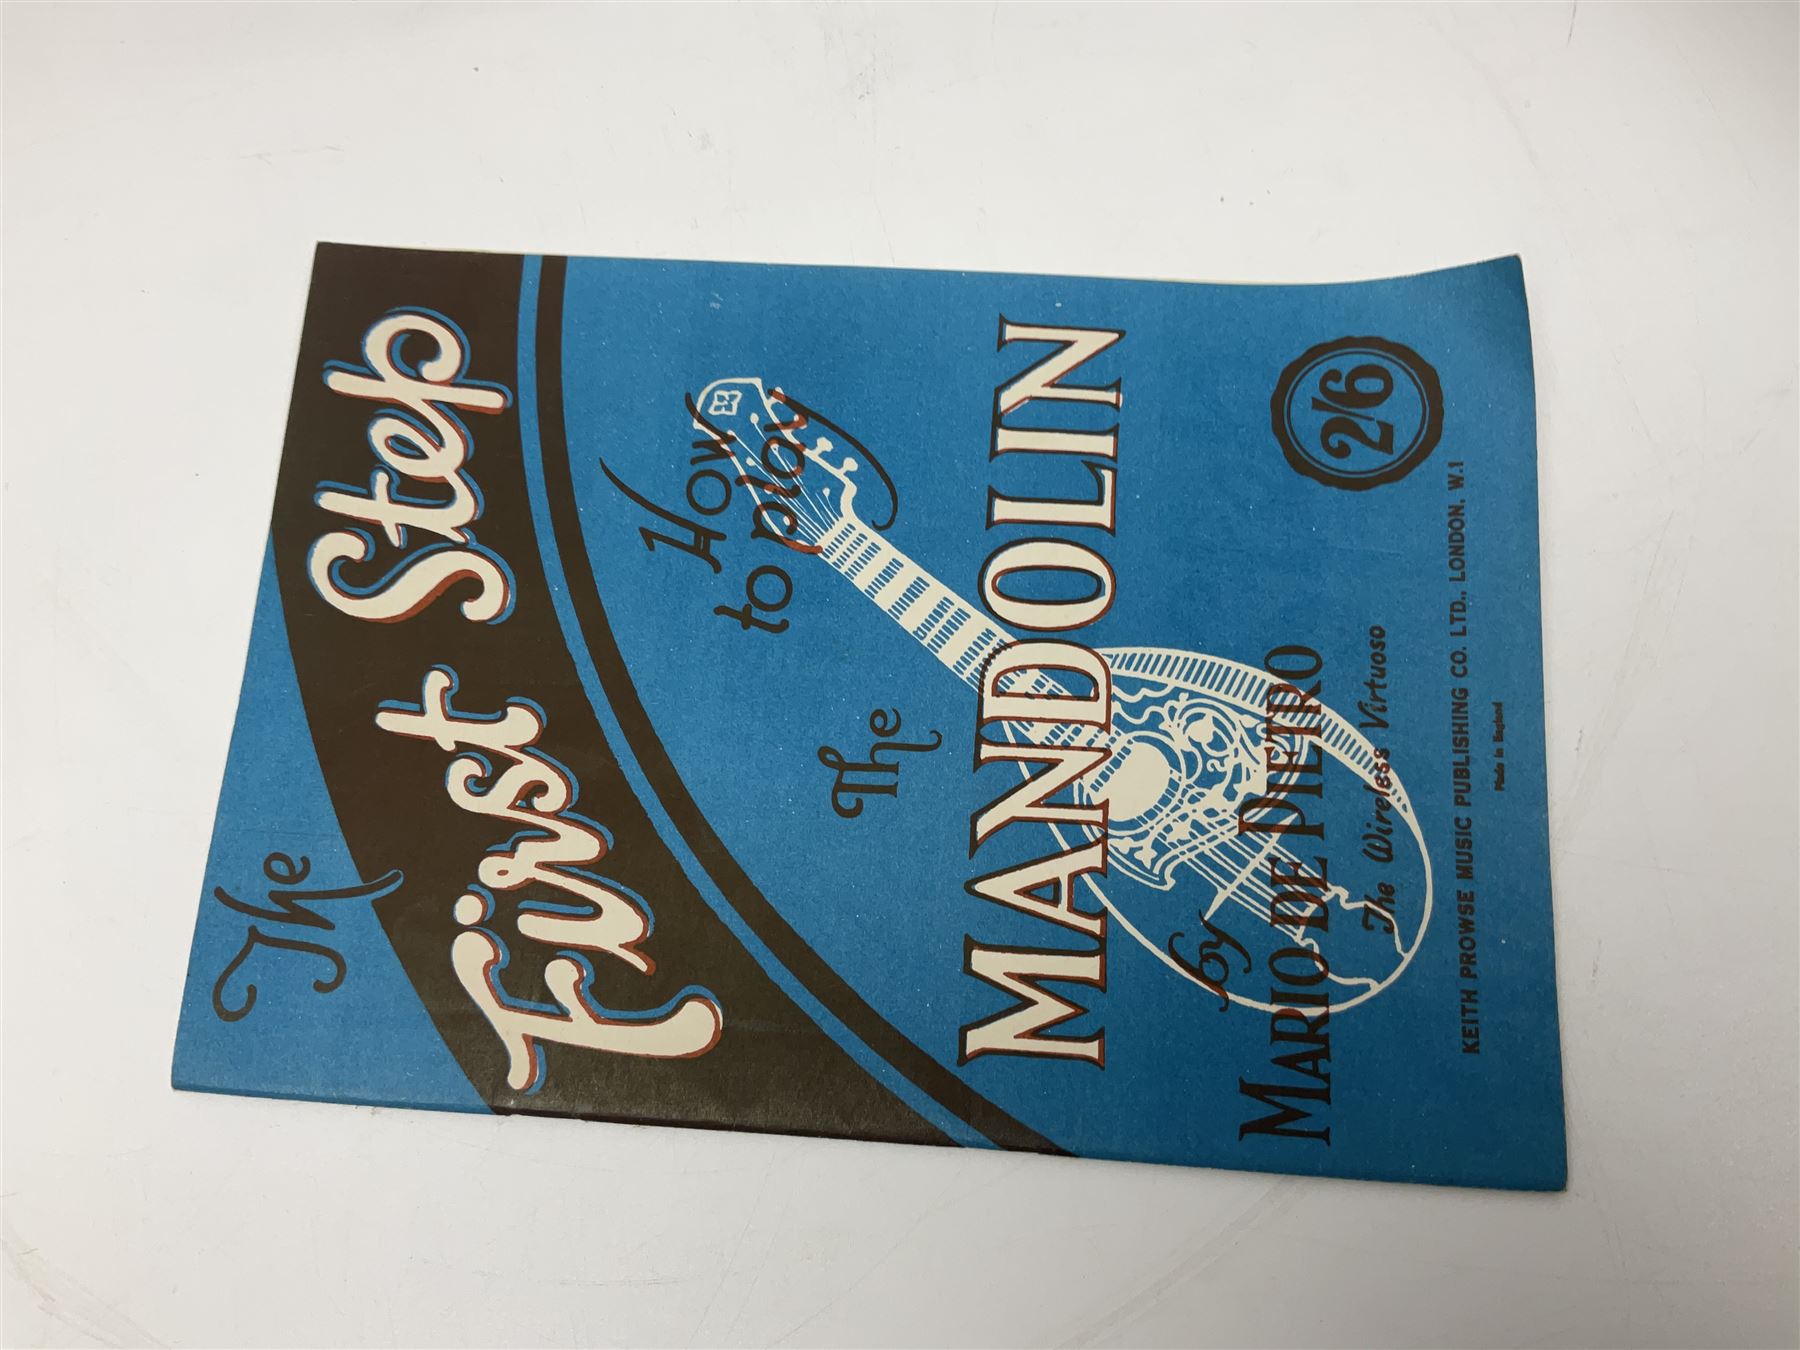 The
First Step
How
to play
The
MANDOLIN
by
MARIO DE PIETRO
The Wireless Virtuoso
2/6
KEITH PROWSE MUSIC PUBLISHING CO. LTD., LONDON, W.1
Made in England